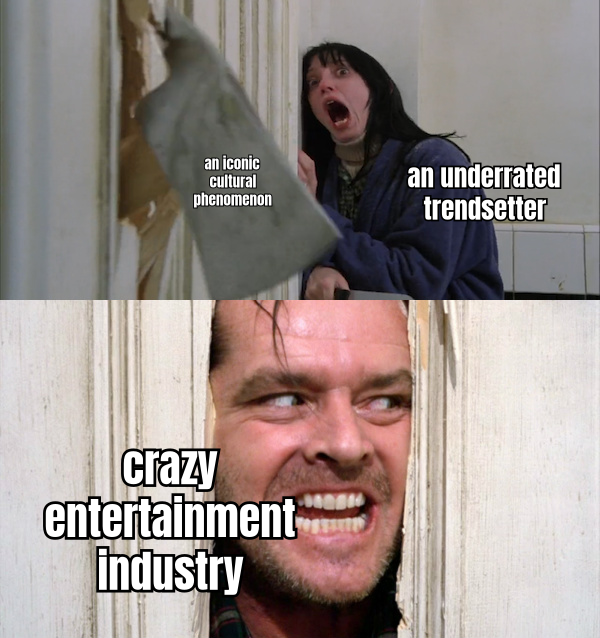 an iconic
cultural
phenomenon
an underrated
trendsetter
crazy
entertainment
industry